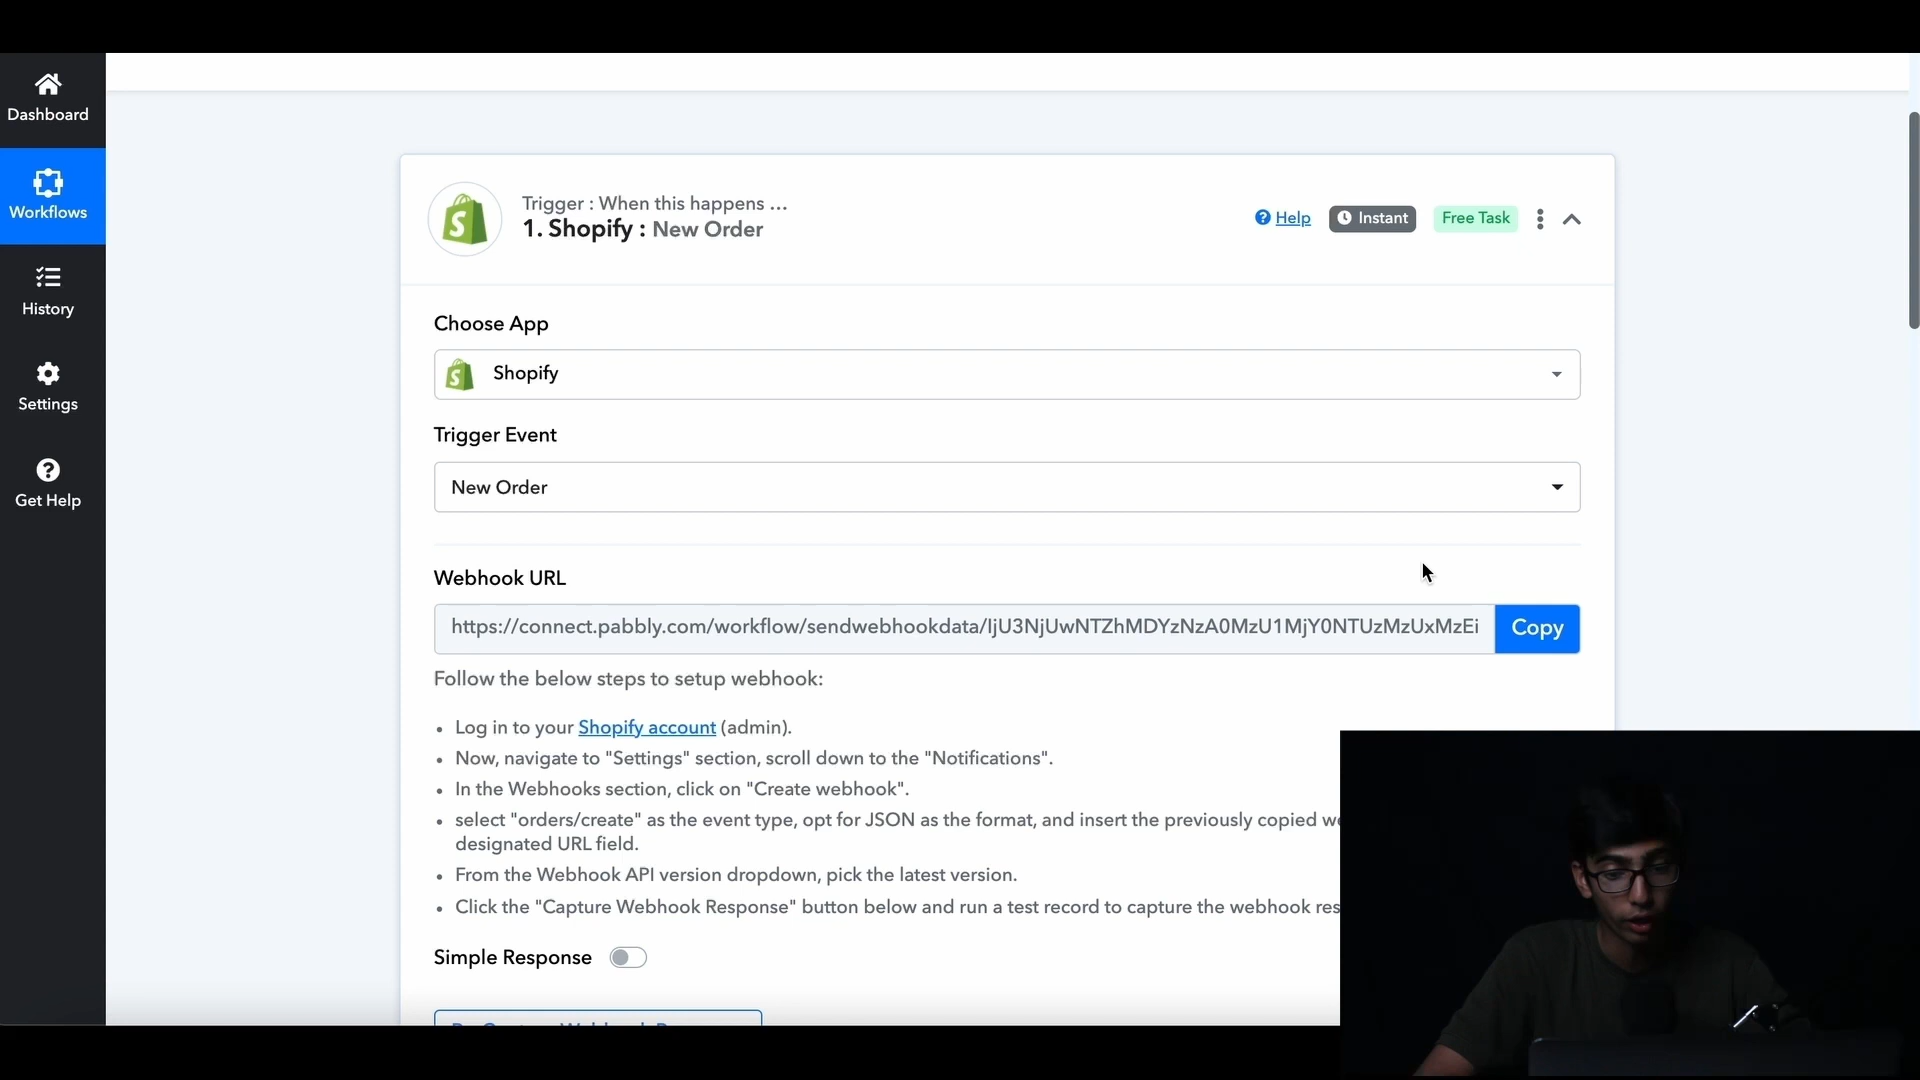 Dashboard
Workflows
History
Settings
Get Help
Trigger : When this happens ...
1. Shopify : New Order
Help
Instant
Free Task
Choose App
Shopify
Trigger Event
New Order
Webhook URL
https://connect.pabbly.com/workflow/sendwebhookdata/IjU3NjUwNTZhMDYzNzA0MzU1MjY0NTUzMzUxMzEi
Copy
Follow the below steps to setup webhook:
Log in to your Shopify account (admin).
Now, navigate to "Settings" section, scroll down to the "Notifications".
In the Webhooks section, click on "Create webhook".
select "orders/create" as the event type, opt for JSON as the format, and insert the previously copied
designated URL field.
From the Webhook API version dropdown, pick the latest version.
Click the "Capture Webhook Response" button below and run a test record to capture the webhook
Simple Response